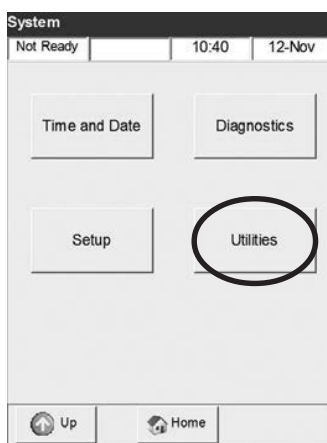 System
Not Ready 10:40 12-Nov
Time and Date Diagnostics
Setup Utilities
Up Home